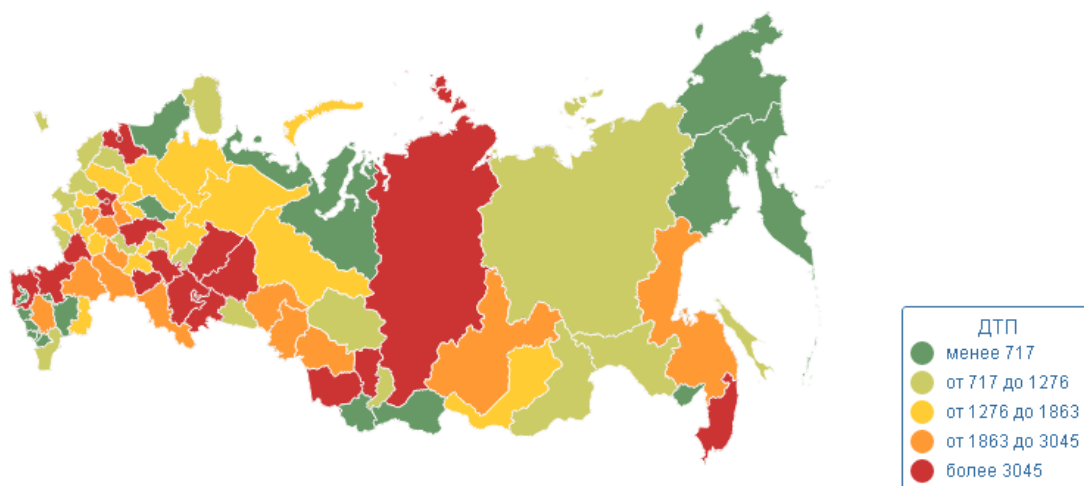 ДТП
менее 717
от 717 до 1276
от 1276 до 1863
от 1863 до 3045
более 3045